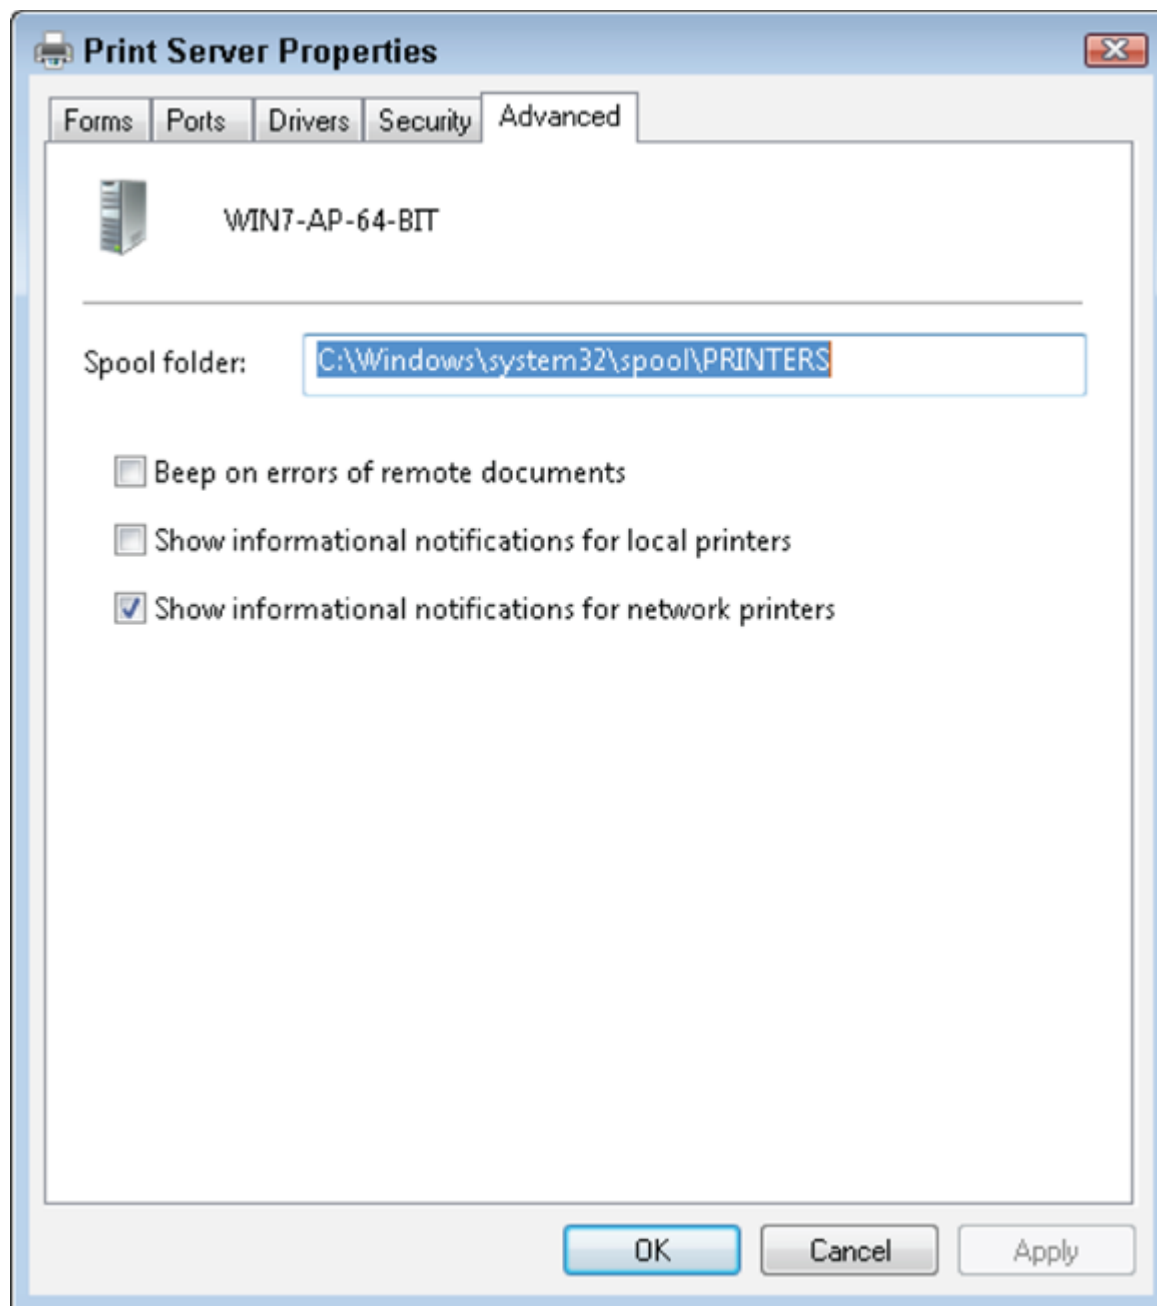 Print Server Properties
Forms Ports Drivers Security Advanced
WIN7-AP-64-BIT
Spool folder: C:\Windows\system32\spool\PRINTERS
Beep on errors of remote documents
Show informational notifications for local printers
Show informational notifications for network printers
OK Cancel Apply